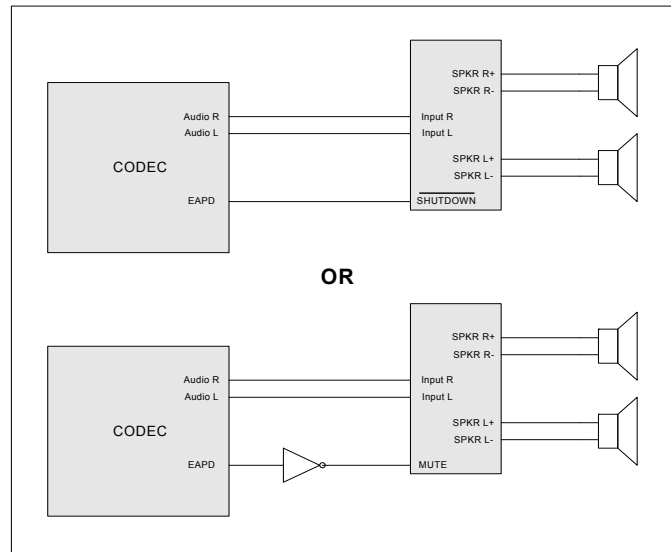 SPKR R+
SPKR R-
Audio R
Input R
Audio L
Input L
CODEC
SPKR L+
SPKR L-
EAPD
SHUTDOWN
OR
SPKR R+
SPKR R-
Audio R
Input R
Audio L
Input L
CODEC
SPKR L+
SPKR L-
EAPD
MUTE